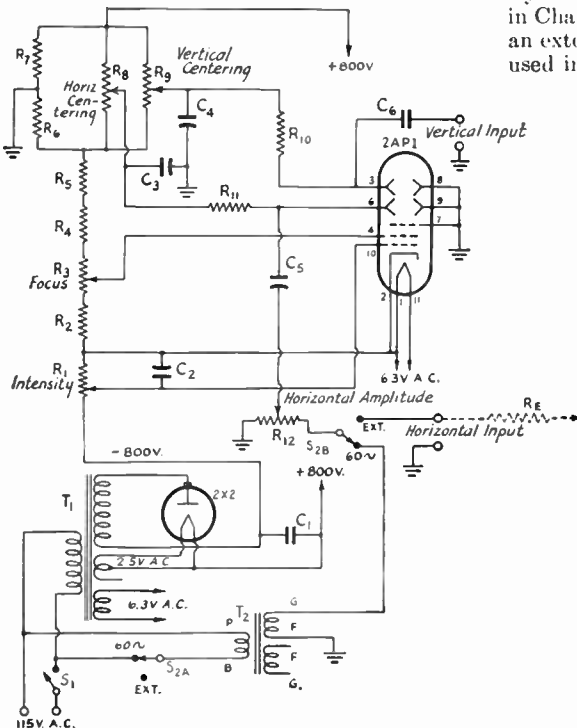 in Cha
an exte
used in
R7
R8
R9
Vertical
Centering
+800V
Horiz
Cen-
tering
R6
C4
R10
C6
Vertical Input
2AP1
C3
R5
R11
3
8
6
9
7
4
10
R4
C5
R3
Focus
2
1
11
R2
R1
Intensity
C2
6.3V A.C.
Horizontal Amplitude
RE
EXT.
Horizontal Input
R12
S2B
60~
-800V.
+800V.
T1
2X2
C1
2.5V A.C
6.3V A.C.
T2
G
P
F
60~
S2A
B
F
EXT.
G.
S1
115V. A.C.